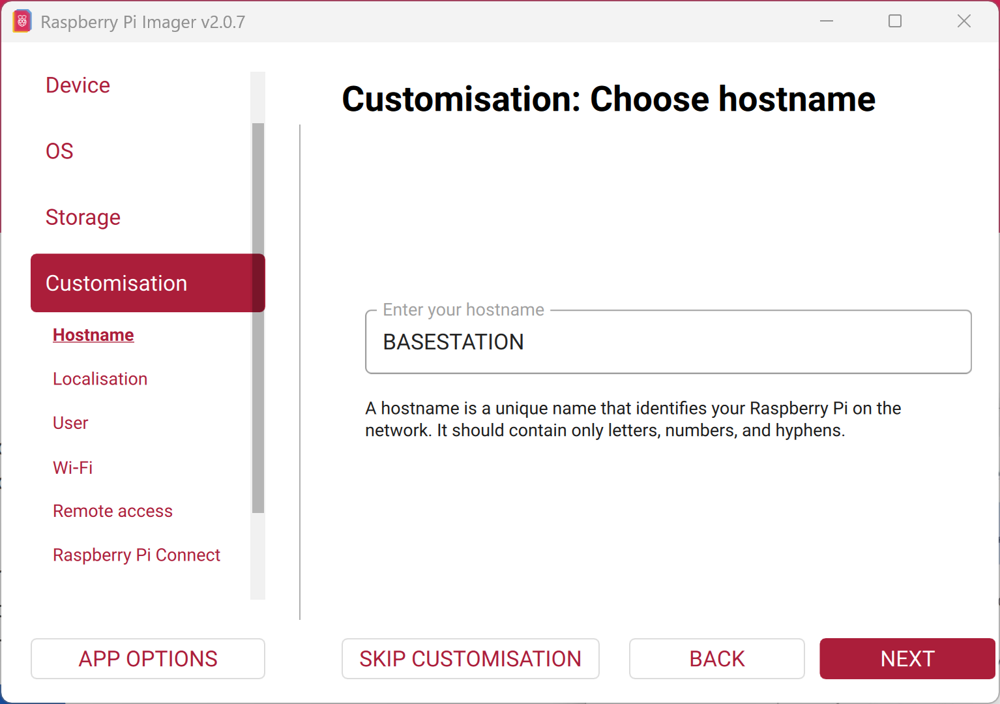 Raspberry Pi Imager v2.0.7
Device
OS
Storage
Customisation
Hostname
Localisation
User
Wi-Fi
Remote access
Raspberry Pi Connect
APP OPTIONS
Customisation: Choose hostname
Enter your hostname
BASESTATION
A hostname is a unique name that identifies your Raspberry Pi on the
network. It should contain only letters, numbers, and hyphens.
SKIP CUSTOMISATION
BACK
NEXT